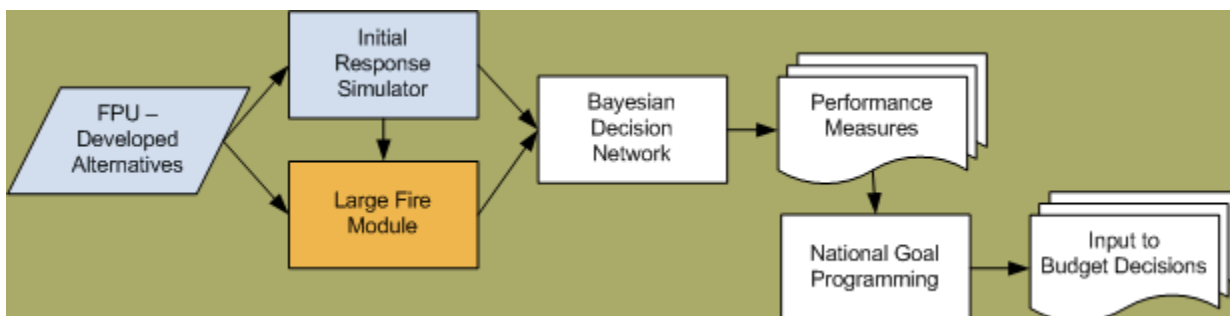 FPU –
Developed
Alternatives
Initial
Response
Simulator
Large Fire
Module
Bayesian
Decision
Network
Performance
Measures
National Goal
Programming
Input to
Budget Decisions